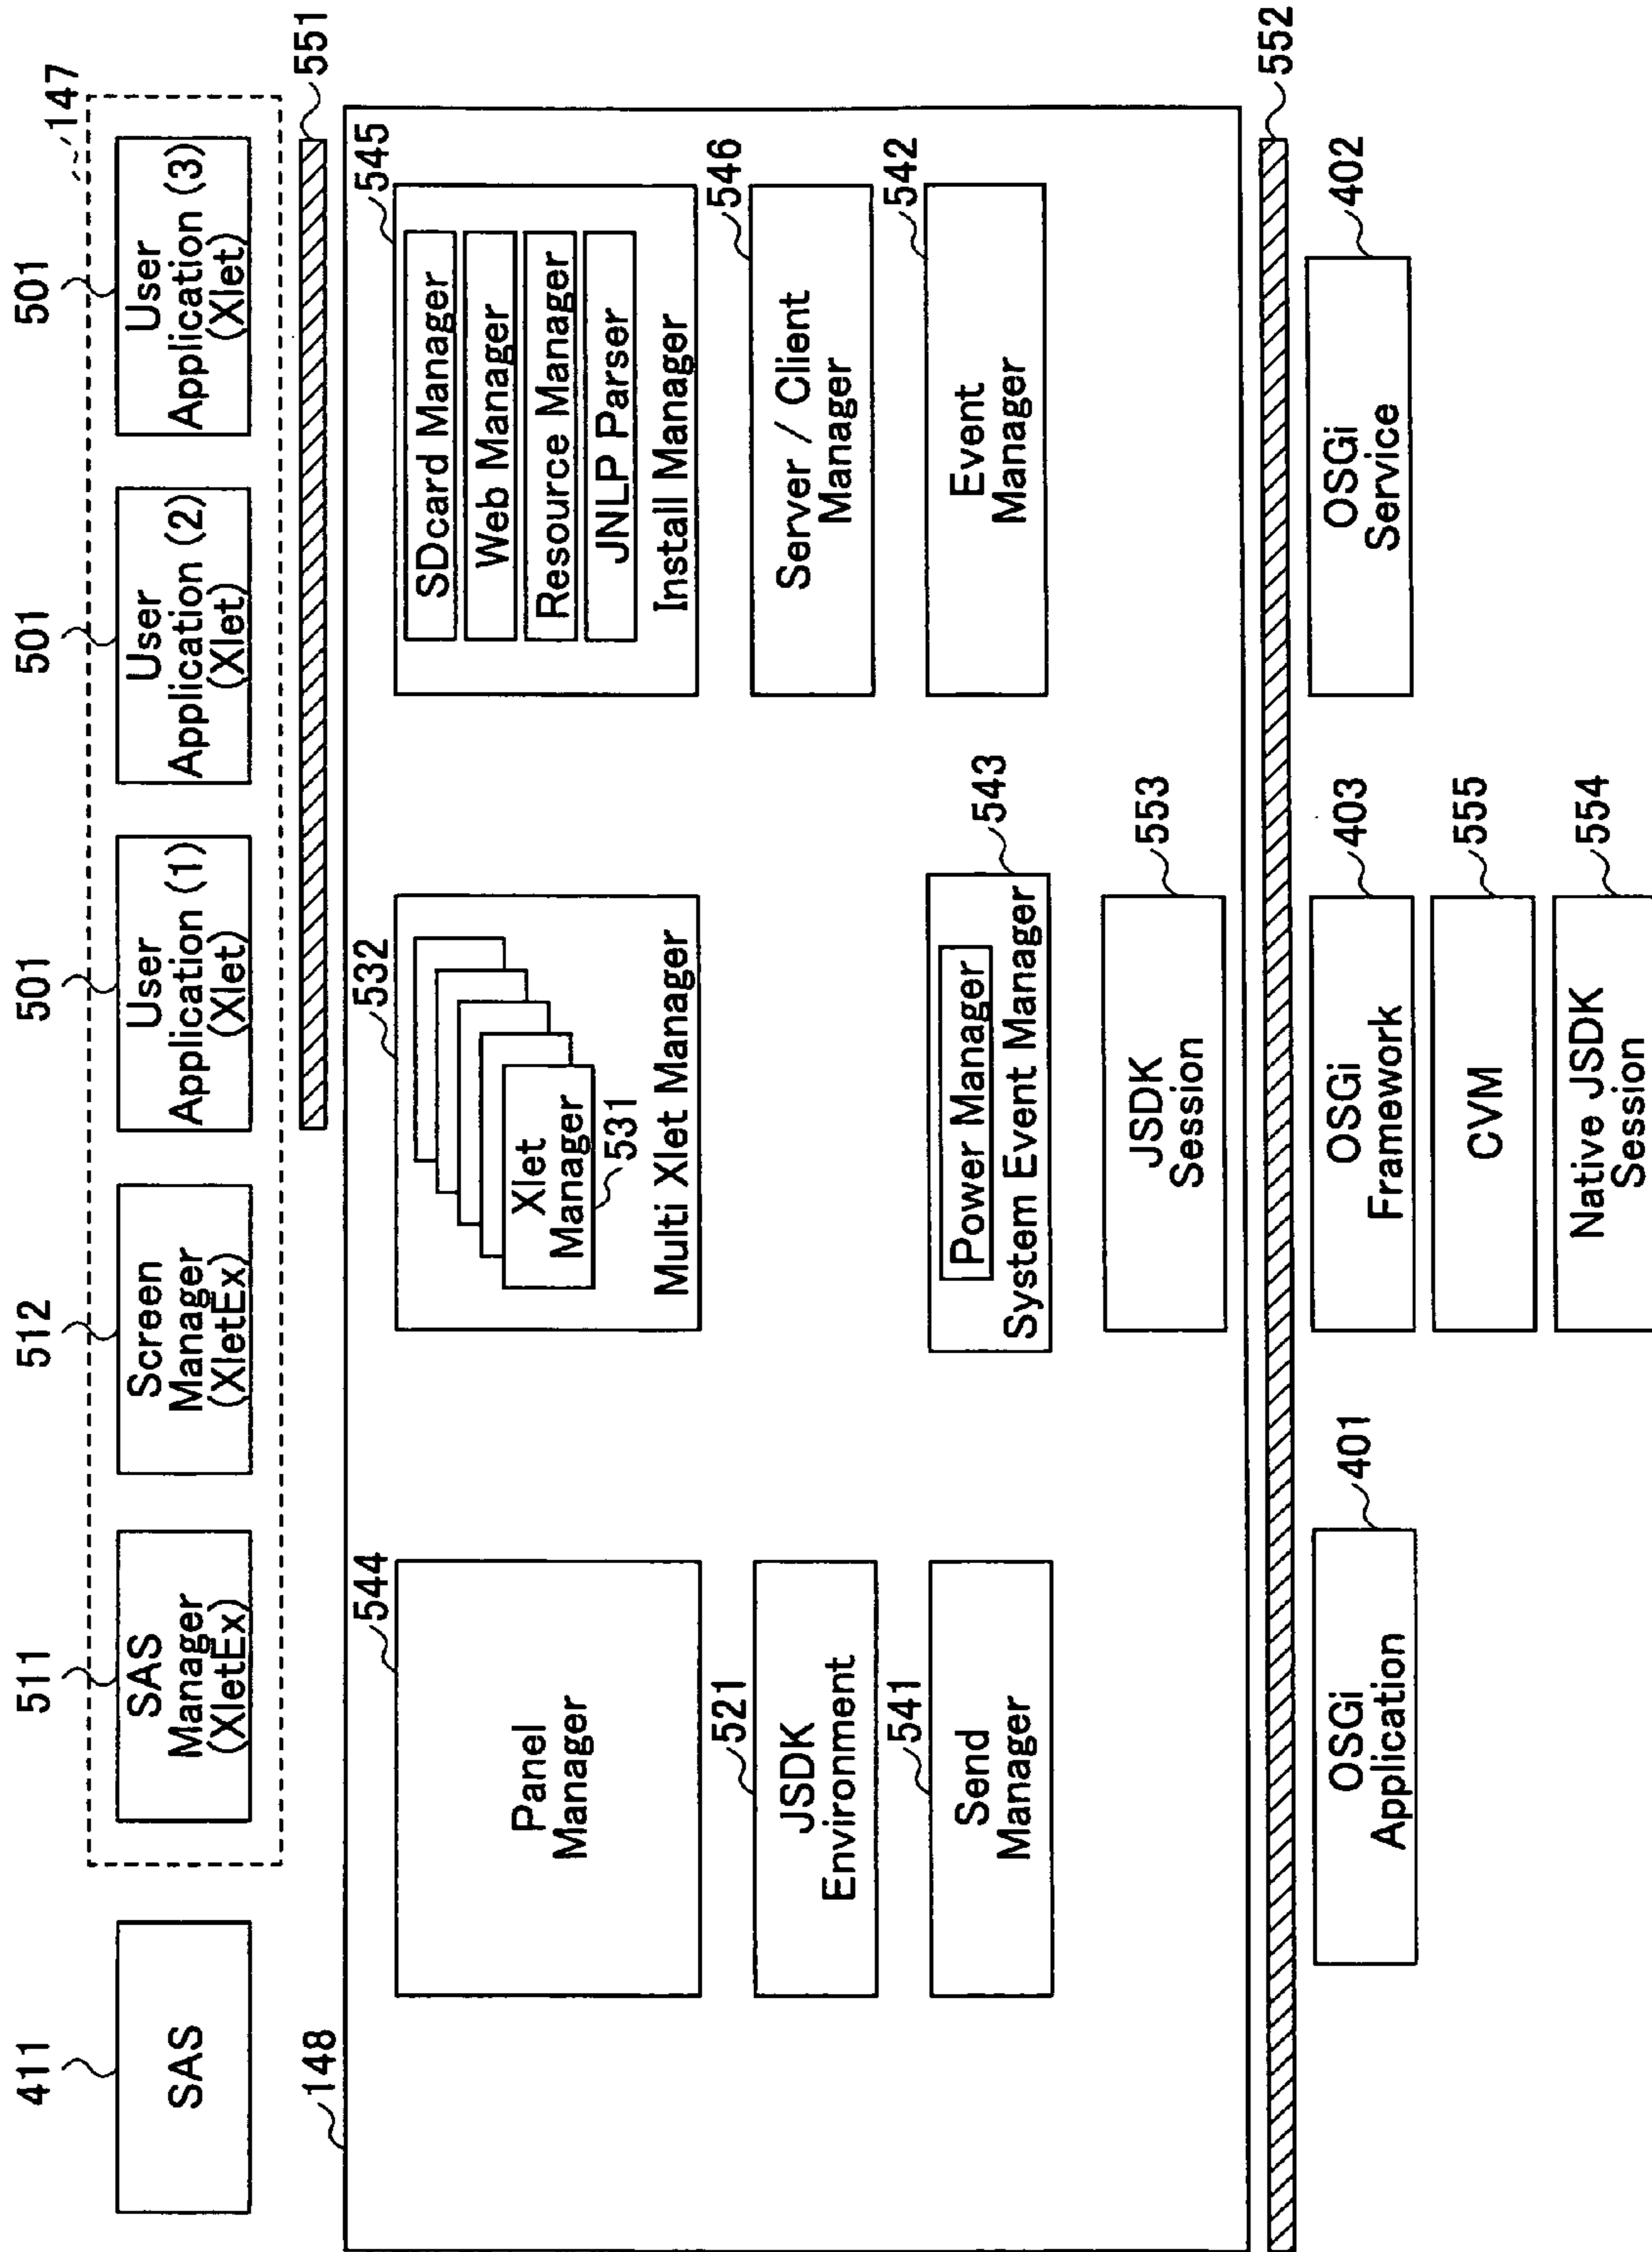 411
SAS
511
SAS
Manager
(XletEx)
512
Screen
Manager
(XletEx)
501
User
Application (1)
(Xlet)
501
User
Application (2)
(Xlet)
501
User
Application (3)
(Xlet)
147
551
148
544
Panel
Manager
532
Xlet
Manager
531
Multi Xlet Manager
545
SDcard Manager
Web Manager
Resource Manager
JNLP Parser
Install Manager
521
JSDK
Environment
546
Server / Client
Manager
541
Send
Manager
543
Power Manager
System Event Manager
542
Event
Manager
553
JSDK
Session
552
401
OSGi
Application
403
OSGi
Framework
402
OSGi
Service
555
CVM
554
Native JSDK
Session